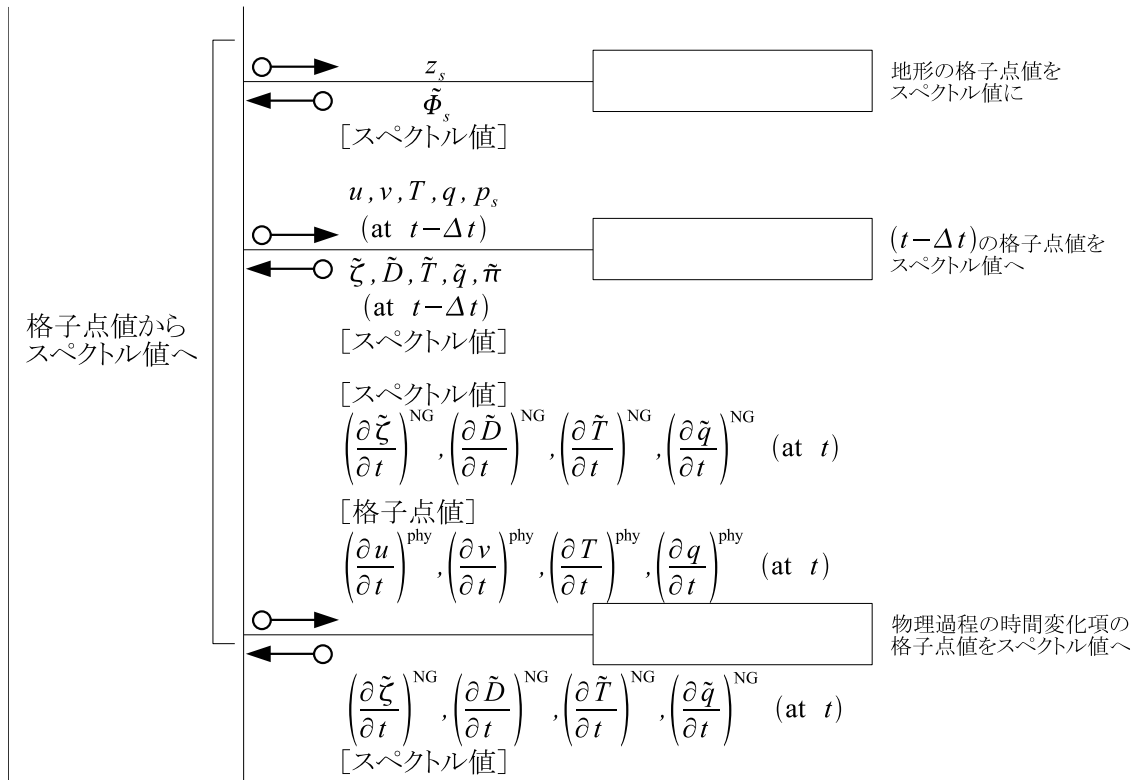 z_s
地形の格子点値を
スペクトル値に
Φ̃_s
[スペクトル値]
u , v , T , q , p_s
(at t−Δt)
(t−Δt)の格子点値を
スペクトル値へ
ζ̃ , D̃ , T̃ , q̃ , π̃
(at t−Δt)
[スペクトル値]
格子点値から
スペクトル値へ
[スペクトル値]
(∂ζ̃/∂t)^NG , (∂D̃/∂t)^NG , (∂T̃/∂t)^NG , (∂q̃/∂t)^NG (at t)
[格子点値]
(∂u/∂t)^phy , (∂v/∂t)^phy , (∂T/∂t)^phy , (∂q/∂t)^phy (at t)
物理過程の時間変化項の
格子点値をスペクトル値へ
(∂ζ̃/∂t)^NG , (∂D̃/∂t)^NG , (∂T̃/∂t)^NG , (∂q̃/∂t)^NG (at t)
[スペクトル値]